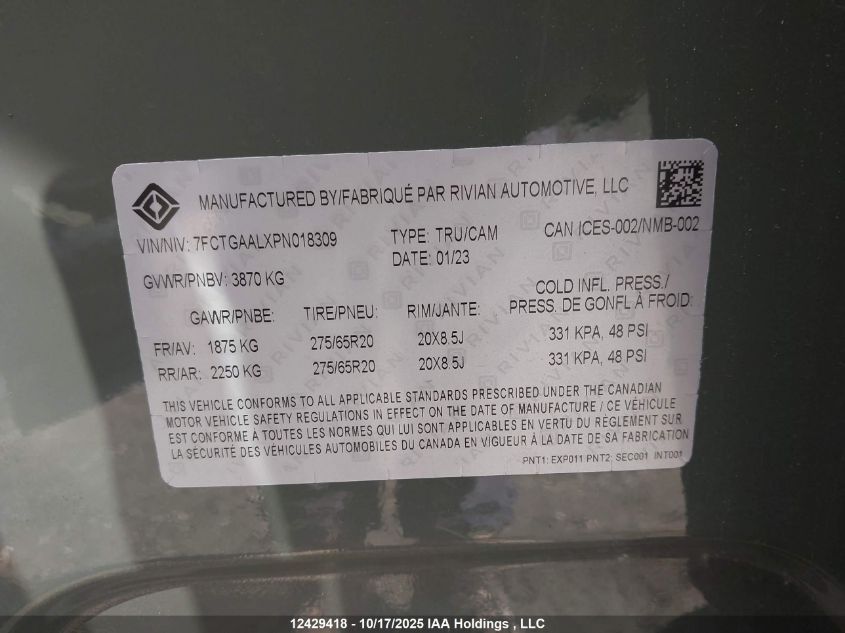 MANUFACTURED BY/FABRIQUÉ PAR RIVIAN AUTOMOTIVE, LLC
VIN/NIV: 7FCTGAALXPN018309 TYPE: TRU/CAM CAN ICES-002/NMB-002
DATE: 01/23
GVWR/PNBV: 3870 KG
COLD INFL. PRESS./
GAWR/PNBE: TIRE/PNEU: RIM/JANTE: PRESS. DE GONFL À FROID:
FR/AV: 1875 KG 275/65R20 20X8.5J 331 KPA, 48 PSI
RR/AR: 2250 KG 275/65R20 20X8.5J 331 KPA, 48 PSI
THIS VEHICLE CONFORMS TO ALL APPLICABLE STANDARDS PRESCRIBED UNDER THE CANADIAN
MOTOR VEHICLE SAFETY REGULATIONS IN EFFECT ON THE DATE OF MANUFACTURE / CE VÉHICULE
EST CONFORME À TOUTES LES NORMES QUI LUI SONT APPLICABLES EN VERTU DU RÈGLEMENT SUR
LA SÉCURITÉ DES VÉHICULES AUTOMOBILES DU CANADA EN VIGUEUR À LA DATE DE SA FABRICATION
PNT1: EXP011 PNT2: SEC001 INT001
12429418 - 10/17/2025 IAA Holdings , LLC